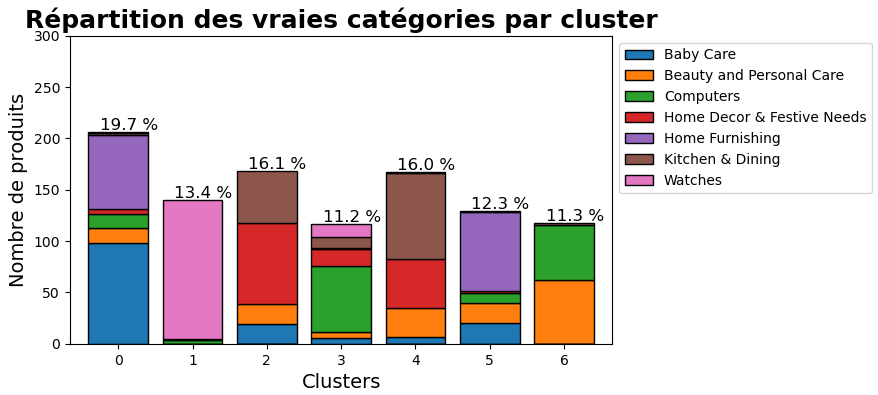 Répartition des vraies catégories par cluster
Nombre de produits
300
250
200
150
100
50
0
19.7 %
13.4 %
16.1 %
11.2 %
16.0 %
12.3 %
11.3 %
0 1 2 3 4 5 6
Clusters
Baby Care
Beauty and Personal Care
Computers
Home Decor & Festive Needs
Home Furnishing
Kitchen & Dining
Watches